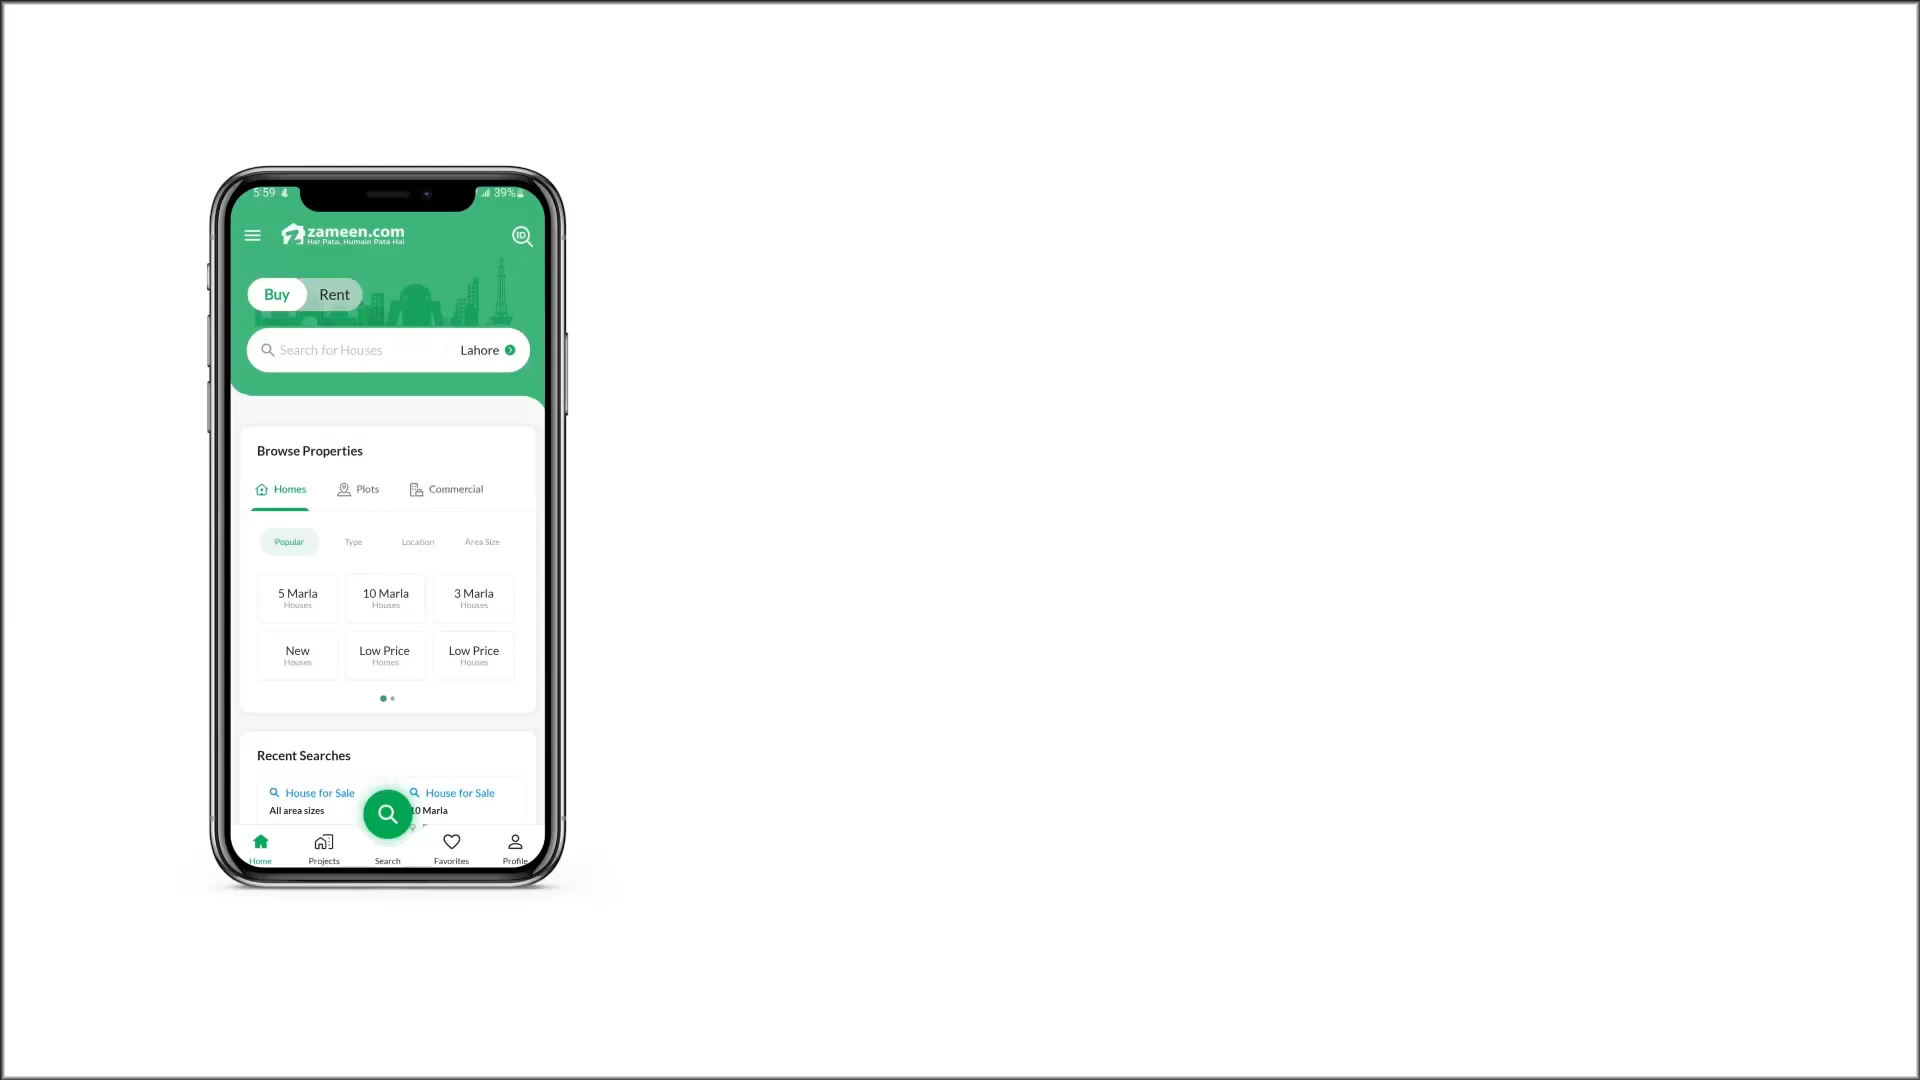 5:59 39%
zameen.com
Har Pata, Humain Pata Hai
ID
Buy Rent
Search for Houses Lahore
Browse Properties
Homes Plots Commercial
Popular Type Location Area Size
5 Marla 10 Marla 3 Marla
Houses Houses Houses
New Low Price Low Price
Houses Homes Houses
Recent Searches
House for Sale House for Sale
All area sizes 10 Marla
Home Projects Search Favorites Profile